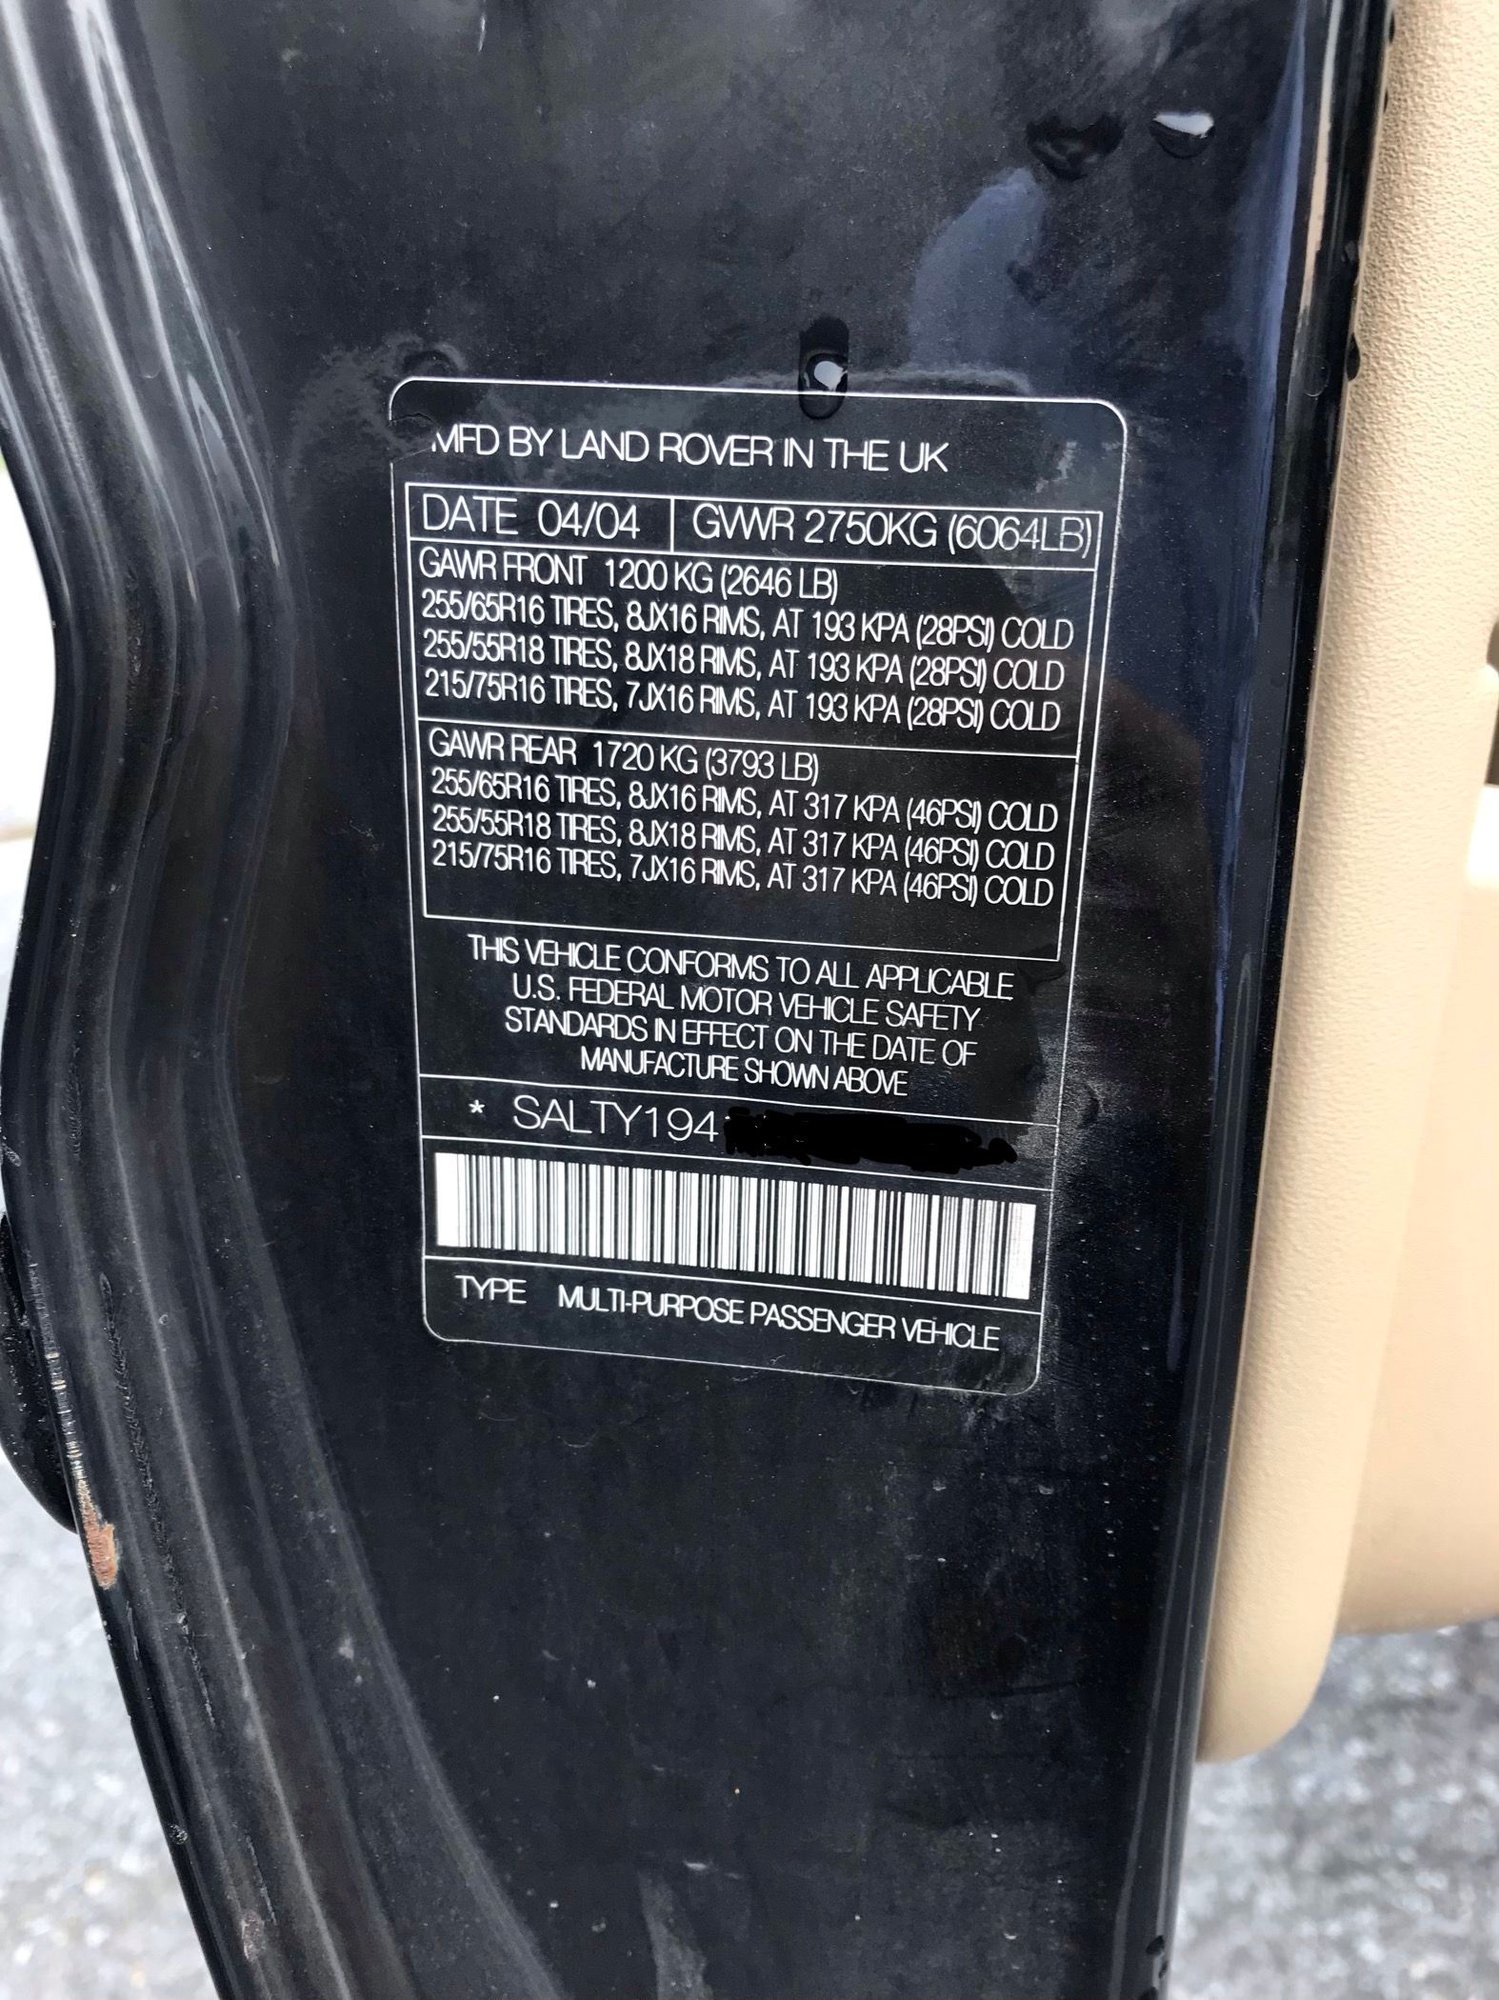 MFD BY LAND ROVER IN THE UK
DATE 04/04 GVWR 2750KG (6064LB)
GAWR FRONT 1200 KG (2646 LB)
255/65R16 TIRES, 8JX16 RIMS, AT 193 KPA (28PSI) COLD
255/55R18 TIRES, 8JX18 RIMS, AT 193 KPA (28PSI) COLD
215/75R16 TIRES, 7JX16 RIMS, AT 193 KPA (28PSI) COLD
GAWR REAR 1720 KG (3793 LB)
255/65R16 TIRES, 8JX16 RIMS, AT 317 KPA (46PSI) COLD
255/55R18 TIRES, 8JX18 RIMS, AT 317 KPA (46PSI) COLD
215/75R16 TIRES, 7JX16 RIMS, AT 317 KPA (46PSI) COLD
THIS VEHICLE CONFORMS TO ALL APPLICABLE
U.S. FEDERAL MOTOR VEHICLE SAFETY
STANDARDS IN EFFECT ON THE DATE OF
MANUFACTURE SHOWN ABOVE
* SALTY194
TYPE MULTI-PURPOSE PASSENGER VEHICLE